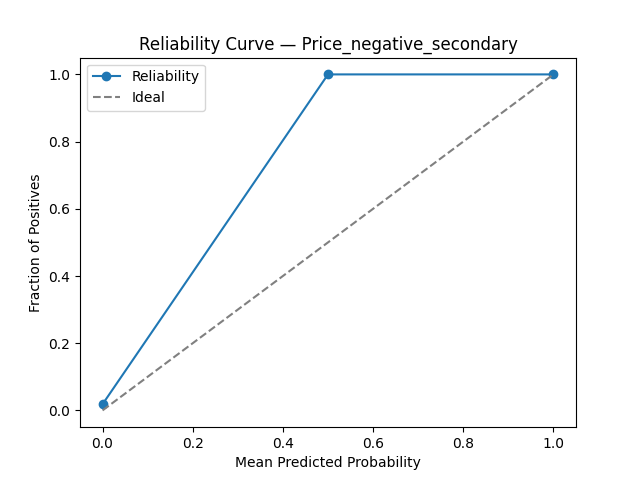 Reliability Curve — Price_negative_secondary
Reliability
Ideal
Fraction of Positives
1.0
0.8
0.6
0.4
0.2
0.0
0.0 0.2 0.4 0.6 0.8 1.0
Mean Predicted Probability